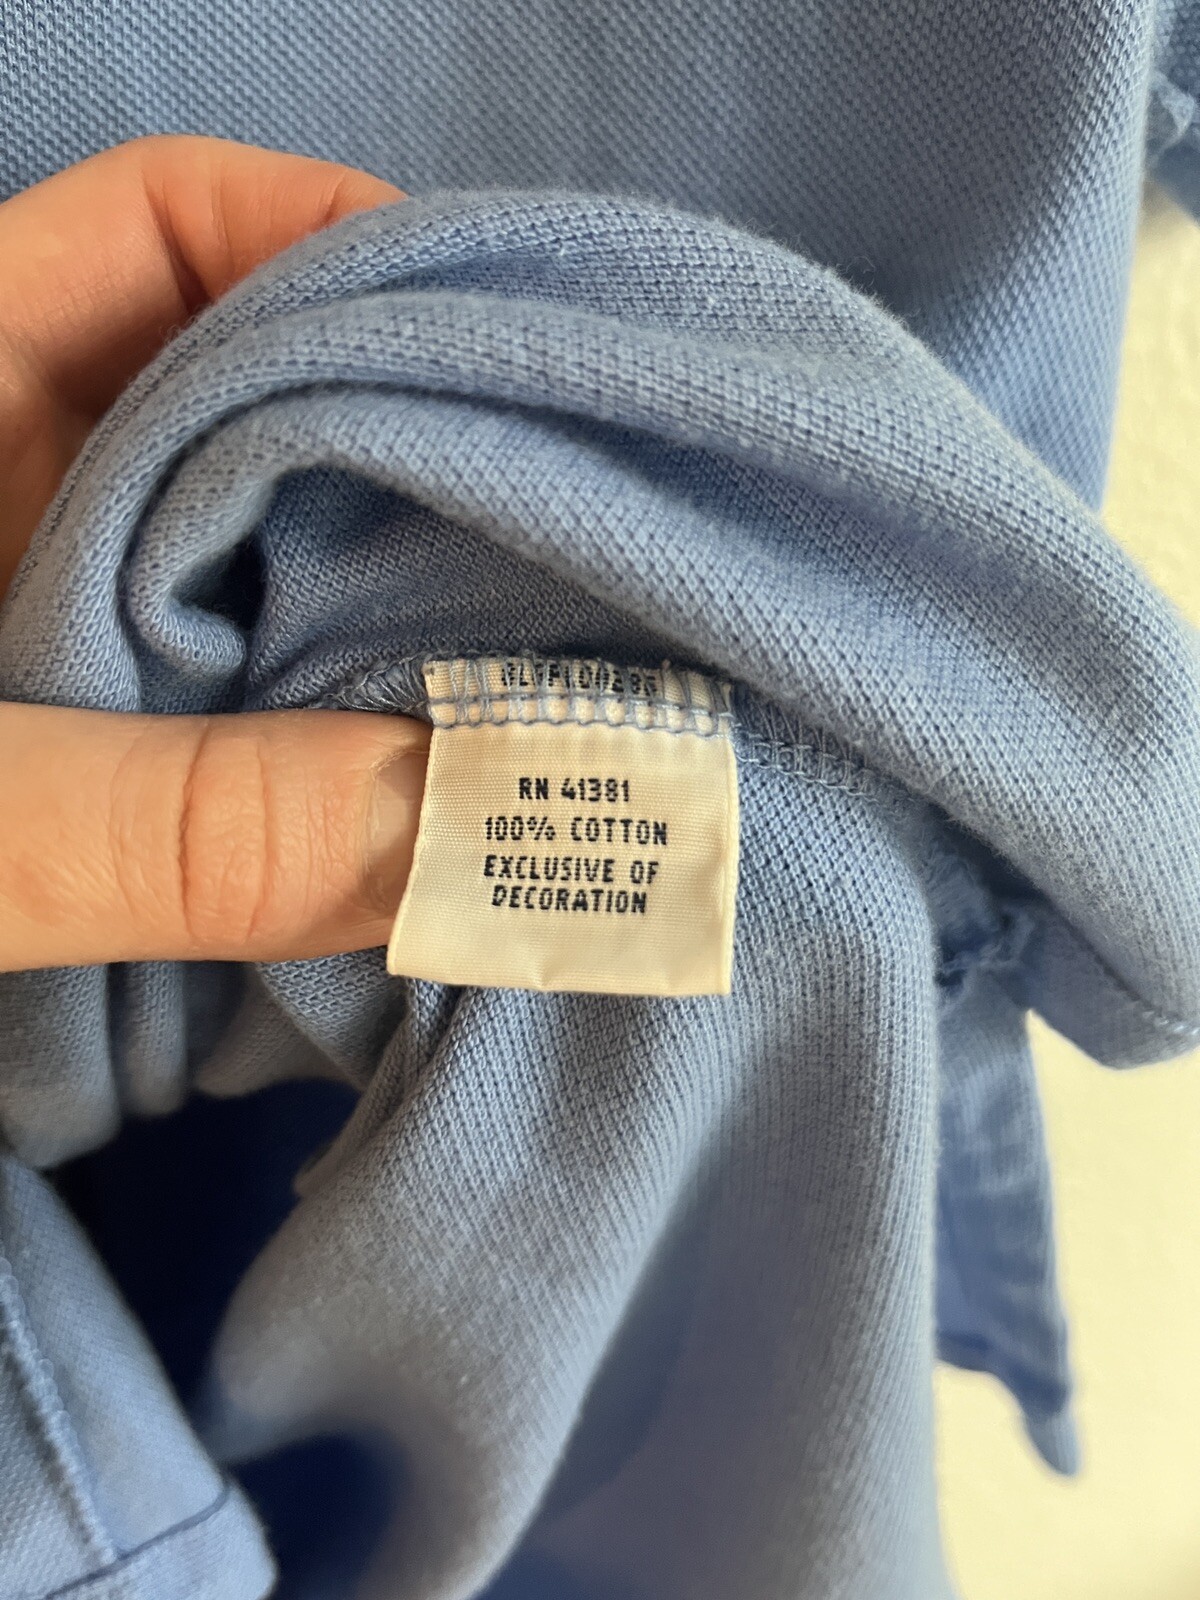 RN 41381
100% COTTON
EXCLUSIVE OF
DECORATION